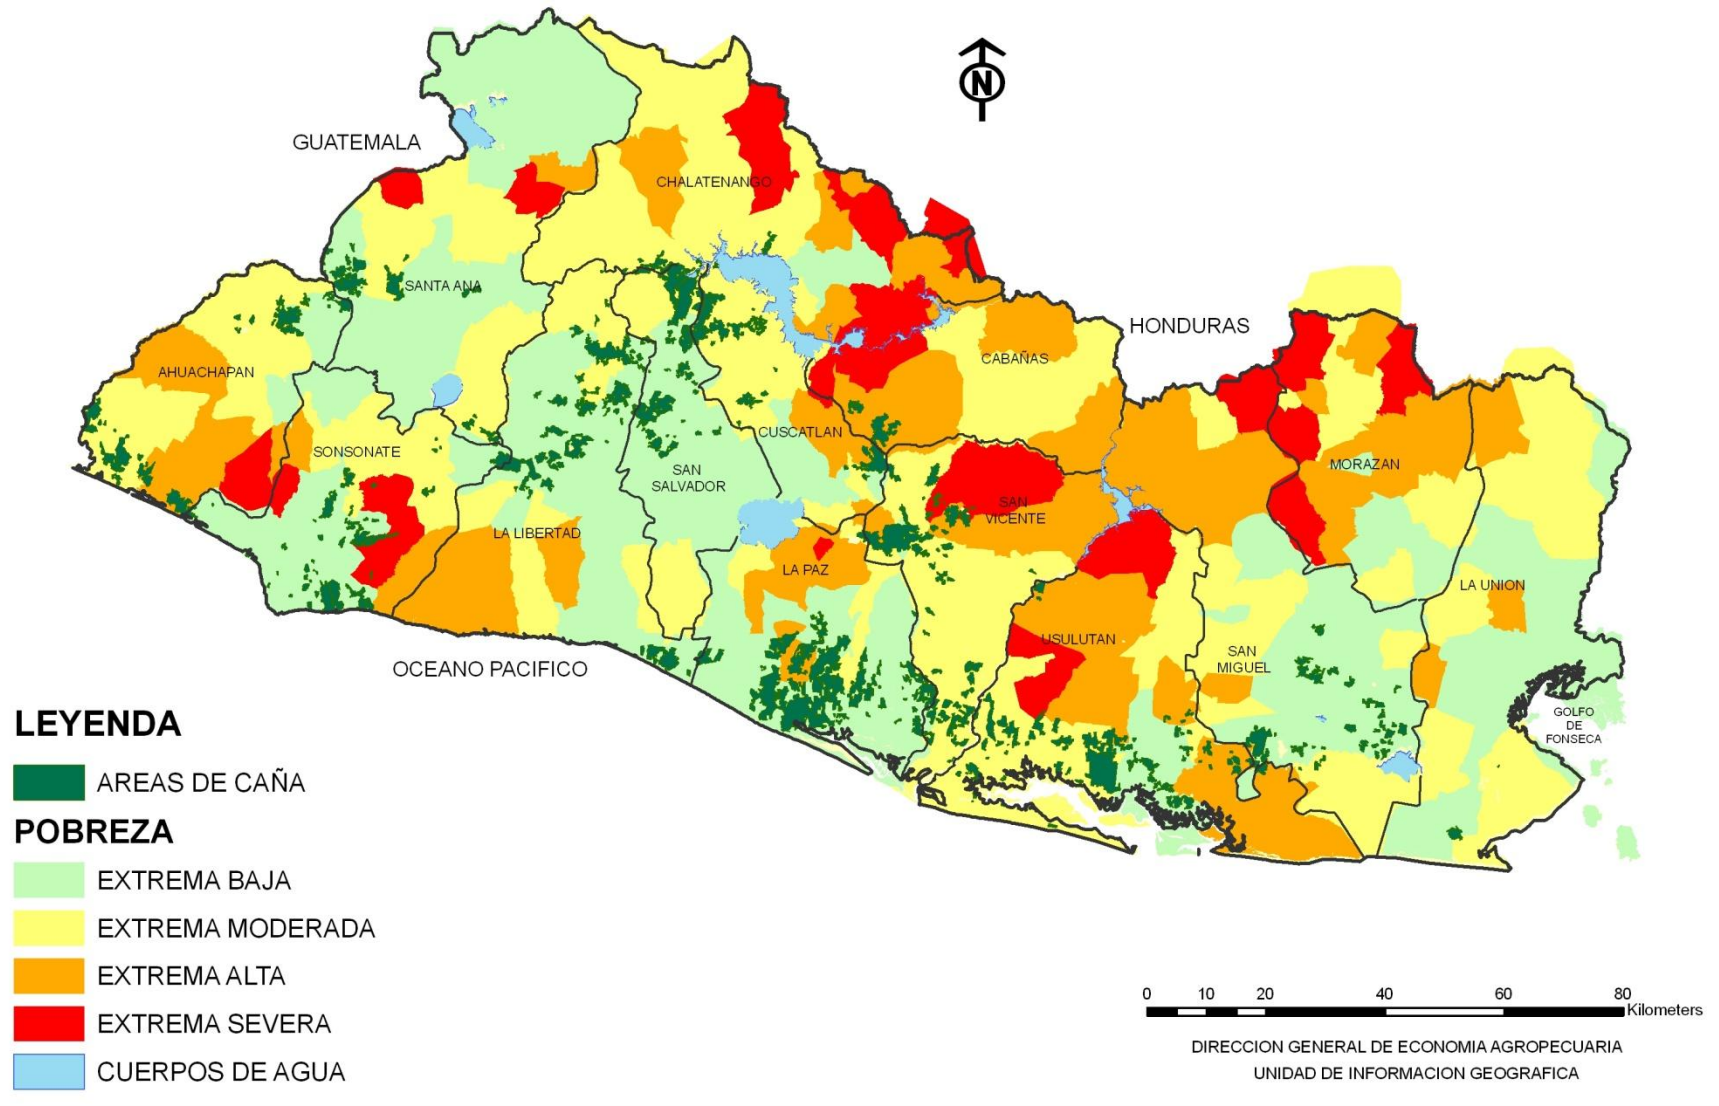 N
GUATEMALA
CHALATENANGO
SANTA ANA
HONDURAS
CABAÑAS
AHUACHAPAN
CUSCATLAN
SONSONATE
MORAZAN
SAN
SALVADOR
SAN
VICENTE
LA LIBERTAD
LA PAZ
LA UNION
USULUTAN
SAN
MIGUEL
OCEANO PACIFICO
GOLFO
DE
FONSECA
LEYENDA
AREAS DE CAÑA
POBREZA
EXTREMA BAJA
EXTREMA MODERADA
EXTREMA ALTA
EXTREMA SEVERA
CUERPOS DE AGUA
0 10 20 40 60 80
Kilometers
DIRECCION GENERAL DE ECONOMIA AGROPECUARIA
UNIDAD DE INFORMACION GEOGRAFICA